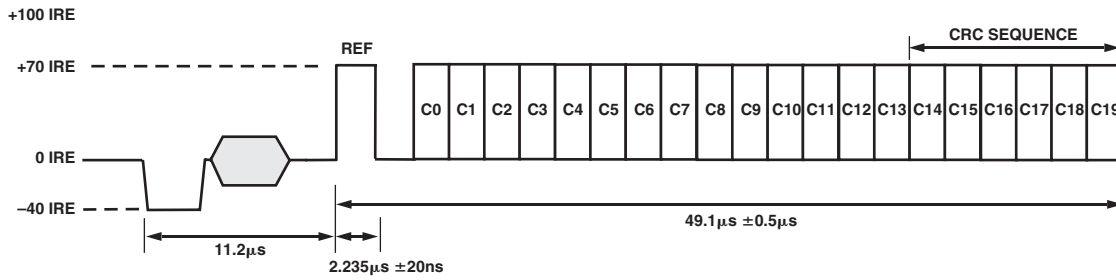 +100 IRE
REF
CRC SEQUENCE
+70 IRE
C0 C1 C2 C3 C4 C5 C6 C7 C8 C9 C10 C11 C12 C13 C14 C15 C16 C17 C18 C19
0 IRE
–40 IRE
49.1μs ±0.5μs
11.2μs
2.235μs ±20ns